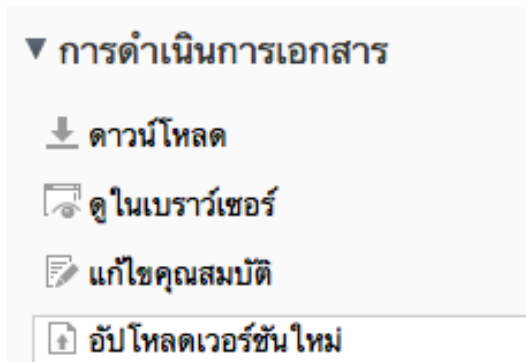 การดำเนินการเอกสาร
ดาวน์โหลด
ดูในเบราว์เซอร์
แก้ไขคุณสมบัติ
อัปโหลดเวอร์ชันใหม่